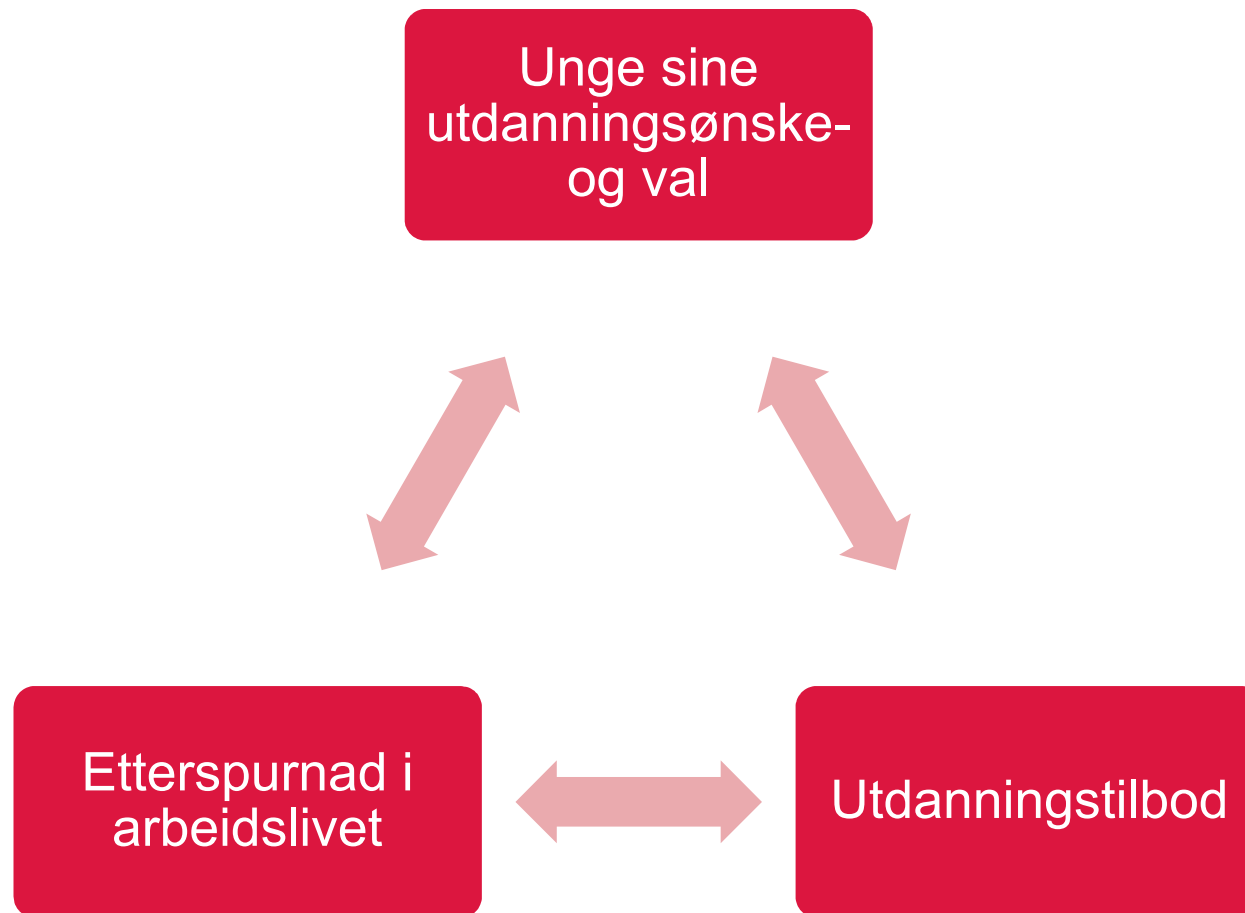 Unge sine
utdanningsønske-
og val
Etterspurnad i
arbeidslivet
Utdanningstilbod